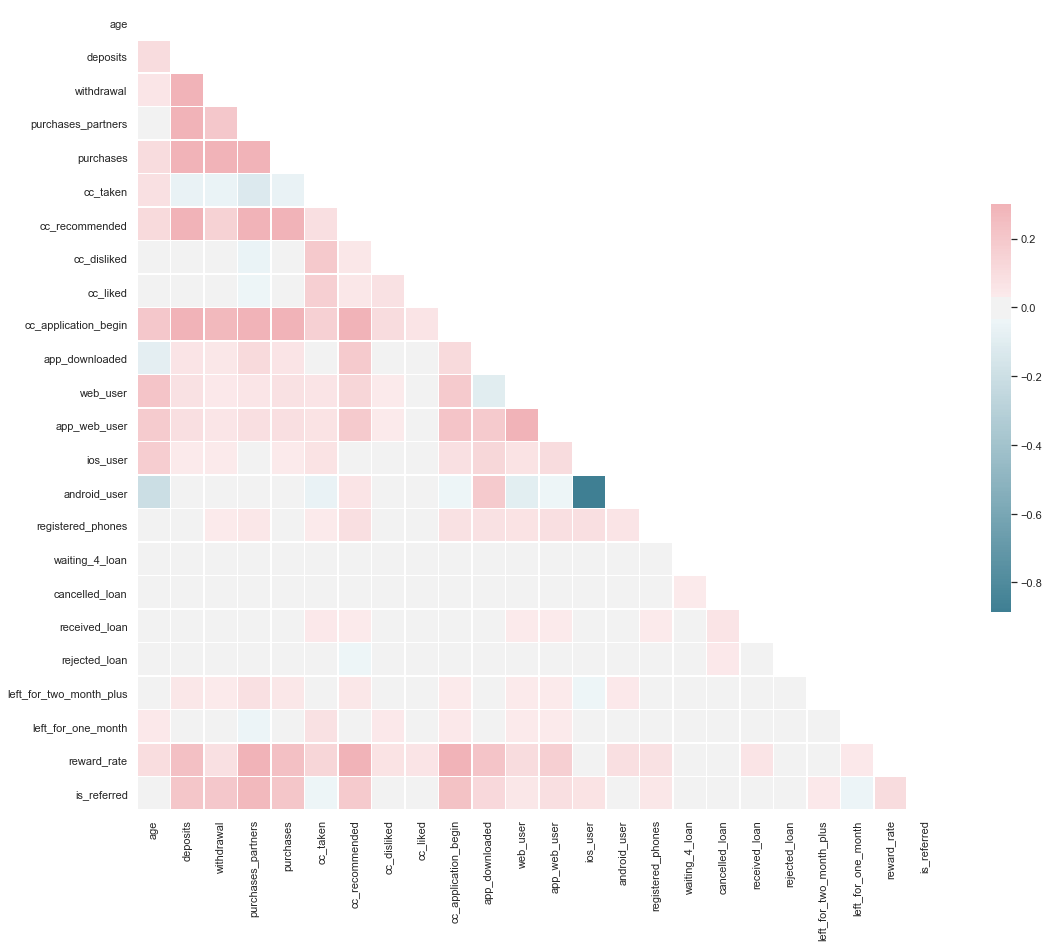 age
deposits
withdrawal
purchases_partners
purchases
cc_taken
cc_recommended
cc_disliked
cc_liked
cc_application_begin
app_downloaded
web_user
app_web_user
ios_user
android_user
registered_phones
waiting_4_loan
cancelled_loan
received_loan
rejected_loan
left_for_two_month_plus
left_for_one_month
reward_rate
is_referred
age
deposits
withdrawal
purchases_partners
purchases
cc_taken
cc_recommended
cc_disliked
cc_liked
cc_application_begin
app_downloaded
web_user
app_web_user
ios_user
android_user
registered_phones
waiting_4_loan
cancelled_loan
received_loan
rejected_loan
left_for_two_month_plus
left_for_one_month
reward_rate
is_referred
0.2
0.0
−0.2
−0.4
−0.6
−0.8